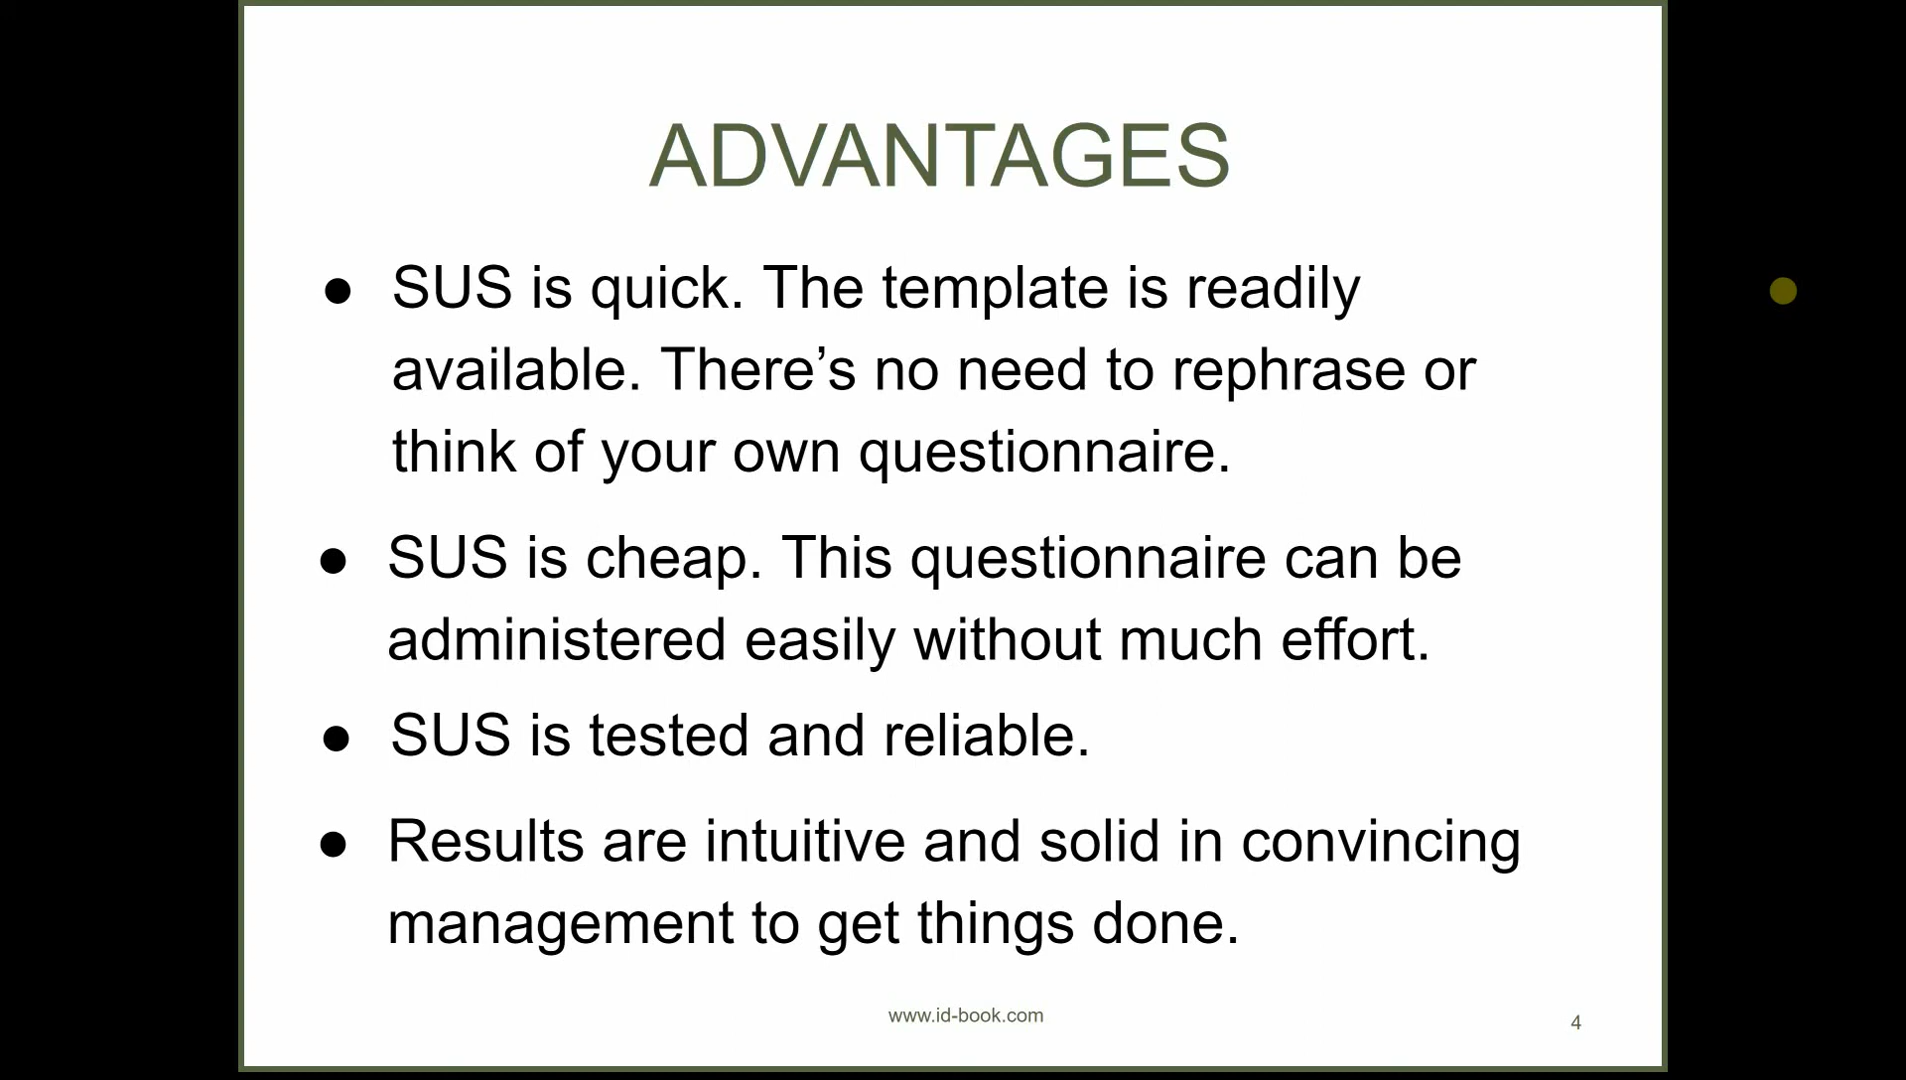 ADVANTAGES
● SUS is quick. The template is readily
available. There’s no need to rephrase or
think of your own questionnaire.
● SUS is cheap. This questionnaire can be
administered easily without much effort.
● SUS is tested and reliable.
● Results are intuitive and solid in convincing
management to get things done.
www.id-book.com
4